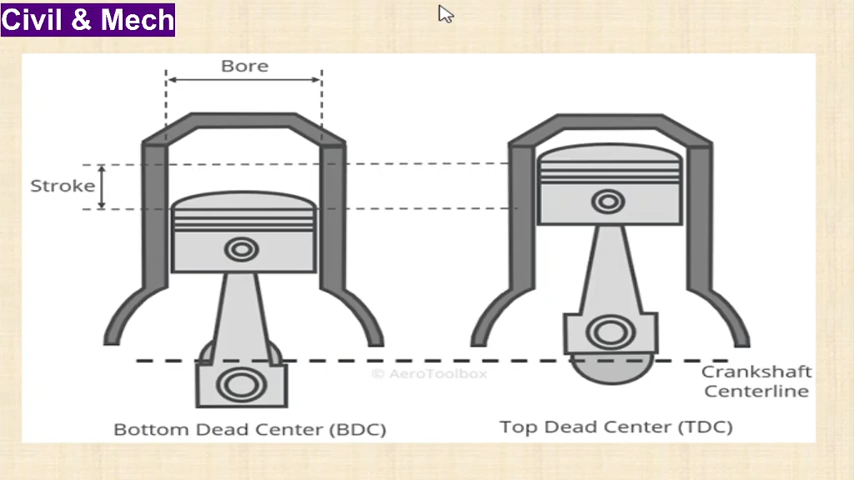 Civil & Mech
Bore
Stroke
© AeroToolbox
Crankshaft
Centerline
Bottom Dead Center (BDC)
Top Dead Center (TDC)